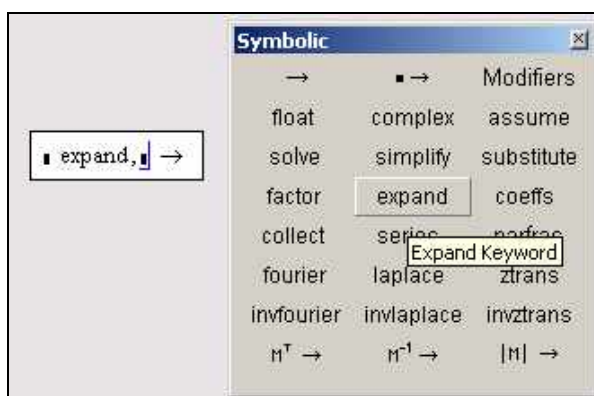 Symbolic
→ ▪ → Modifiers
float complex assume
▪ expand,▪ →
solve simplify substitute
factor expand coeffs
collect series parfrac
Expand Keyword
fourier laplace ztrans
invfourier invlaplace invztrans
Mᵀ → M⁻¹ → |M| →